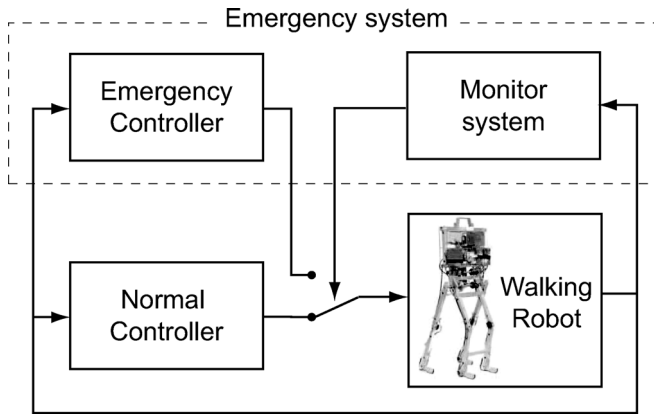 Emergency system
Emergency
Controller
Monitor
system
Normal
Controller
Walking
Robot